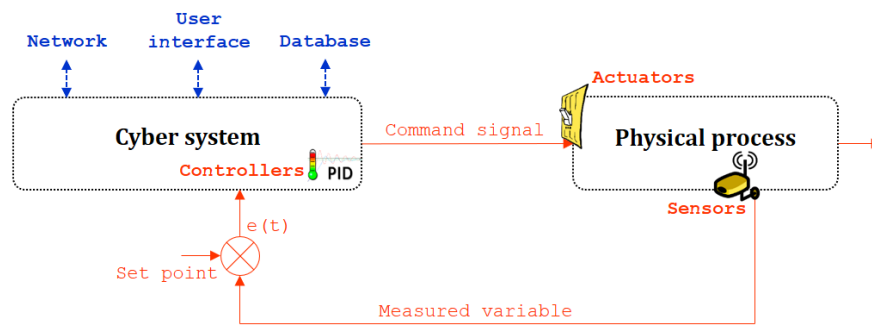 User
Network
interface
Database
Actuators
Cyber system
Command signal
Physical process
Controllers
PID
Sensors
e(t)
Set point
Measured variable